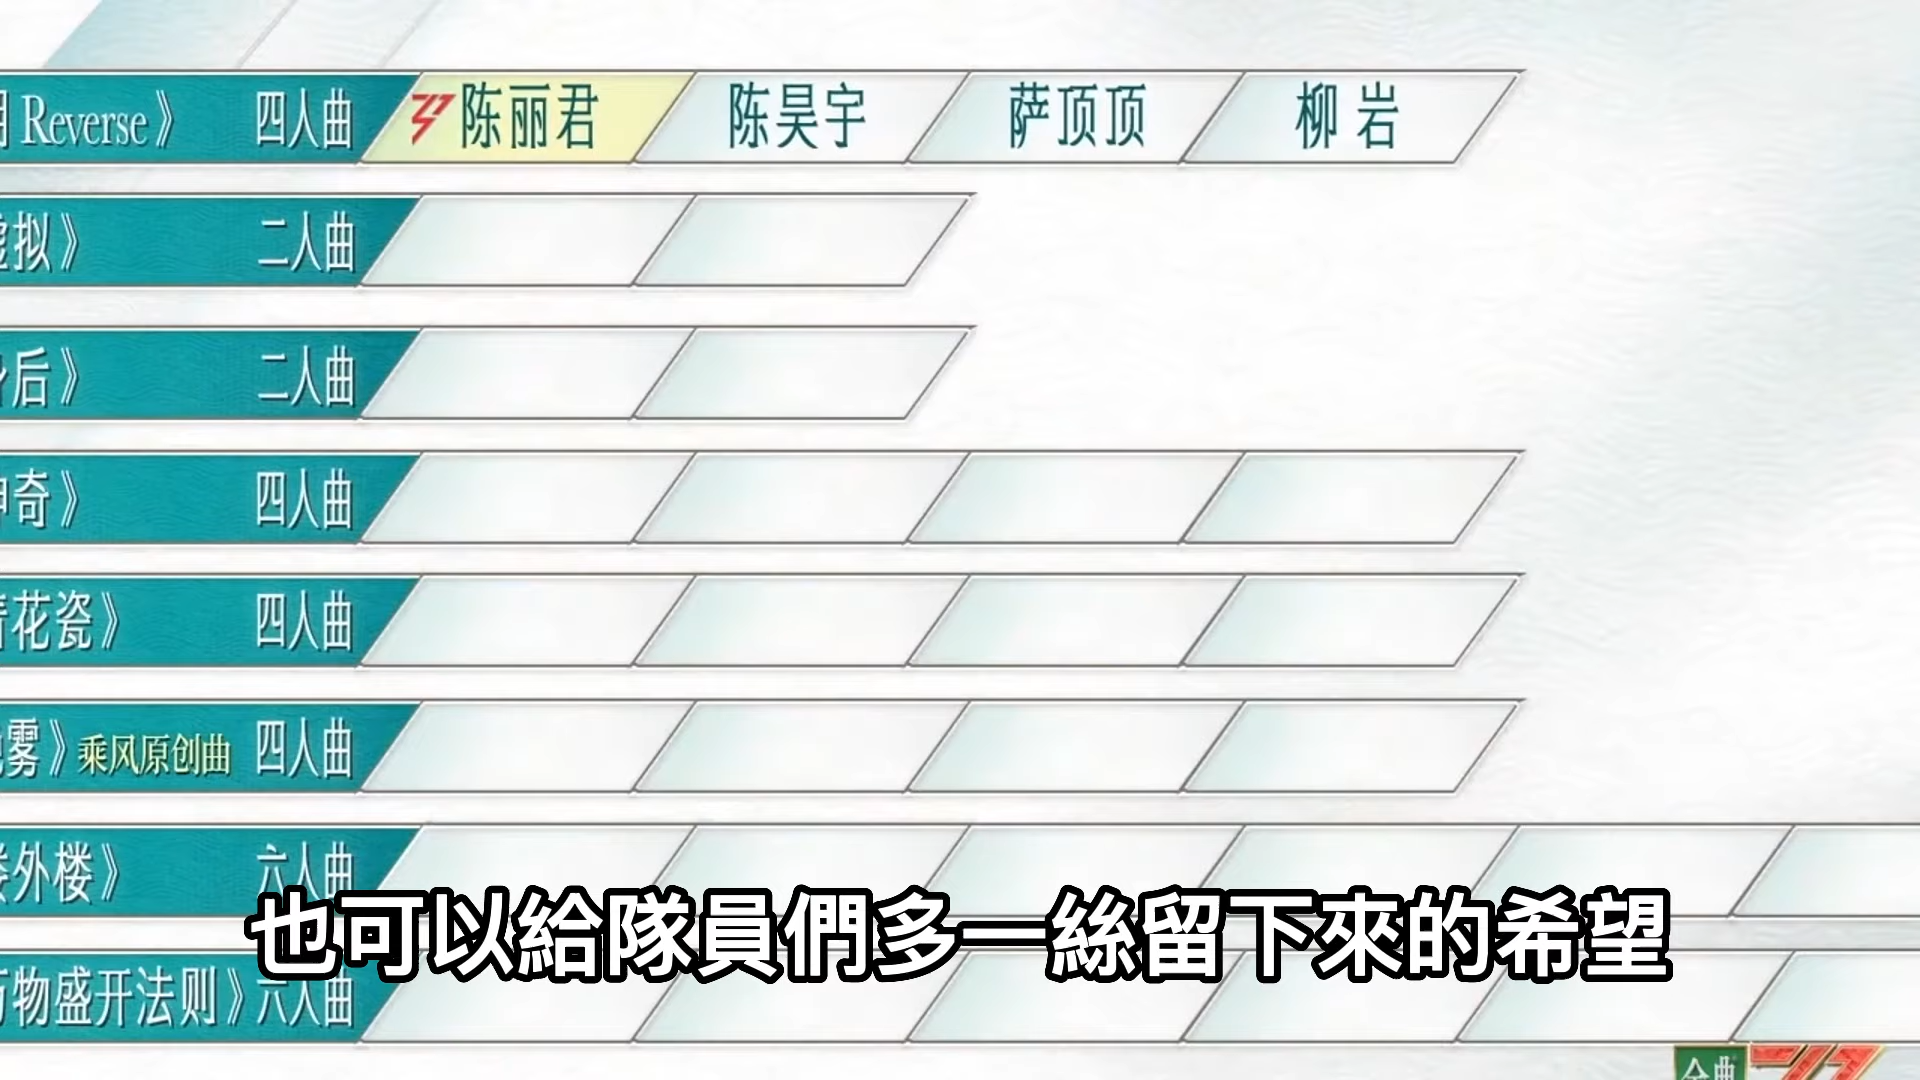 Reverse》 四人曲 陈丽君 陈昊宇 萨顶顶 柳岩
拟》 二人曲
后》 二人曲
奇》 四人曲
花瓷》 四人曲
雾》乘风原创曲 四人曲
外楼》 六人曲
也可以給隊員們多一絲留下來的希望
物盛开法则》六人曲